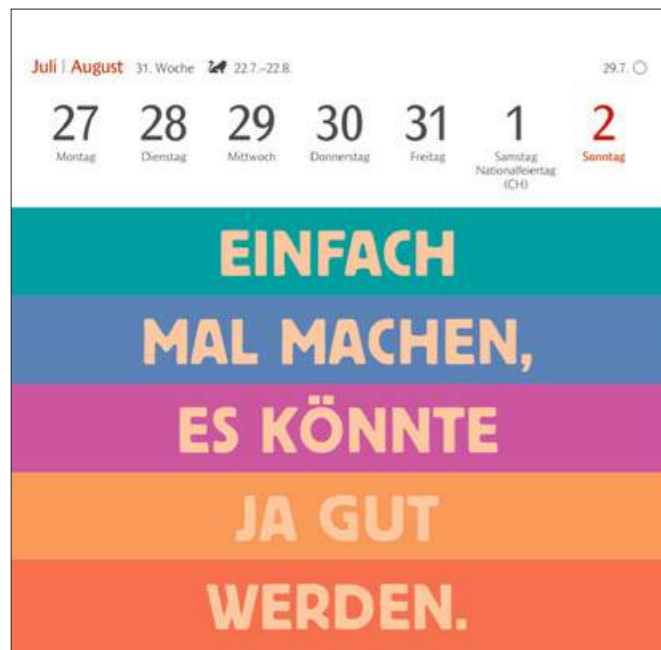 Juli | August 31. Woche 22.7.–22.8. 29.7.
27 28 29 30 31 1 2
Montag Dienstag Mittwoch Donnerstag Freitag Samstag Sonntag
Nationalfeiertag
(CH)
EINFACH
MAL MACHEN,
ES KÖNNTE
JA GUT
WERDEN.